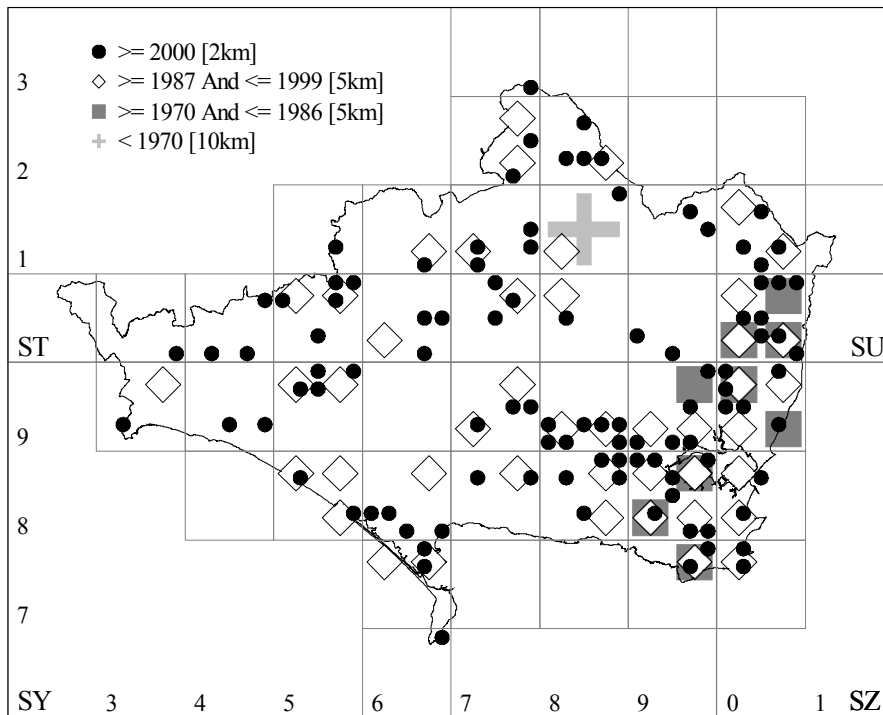 3
>= 2000 [2km]
>= 1987 And <= 1999 [5km]
>= 1970 And <= 1986 [5km]
< 1970 [10km]
2
1
ST SU
9
8
7
SY 3 4 5 6 7 8 9 0 1 SZ